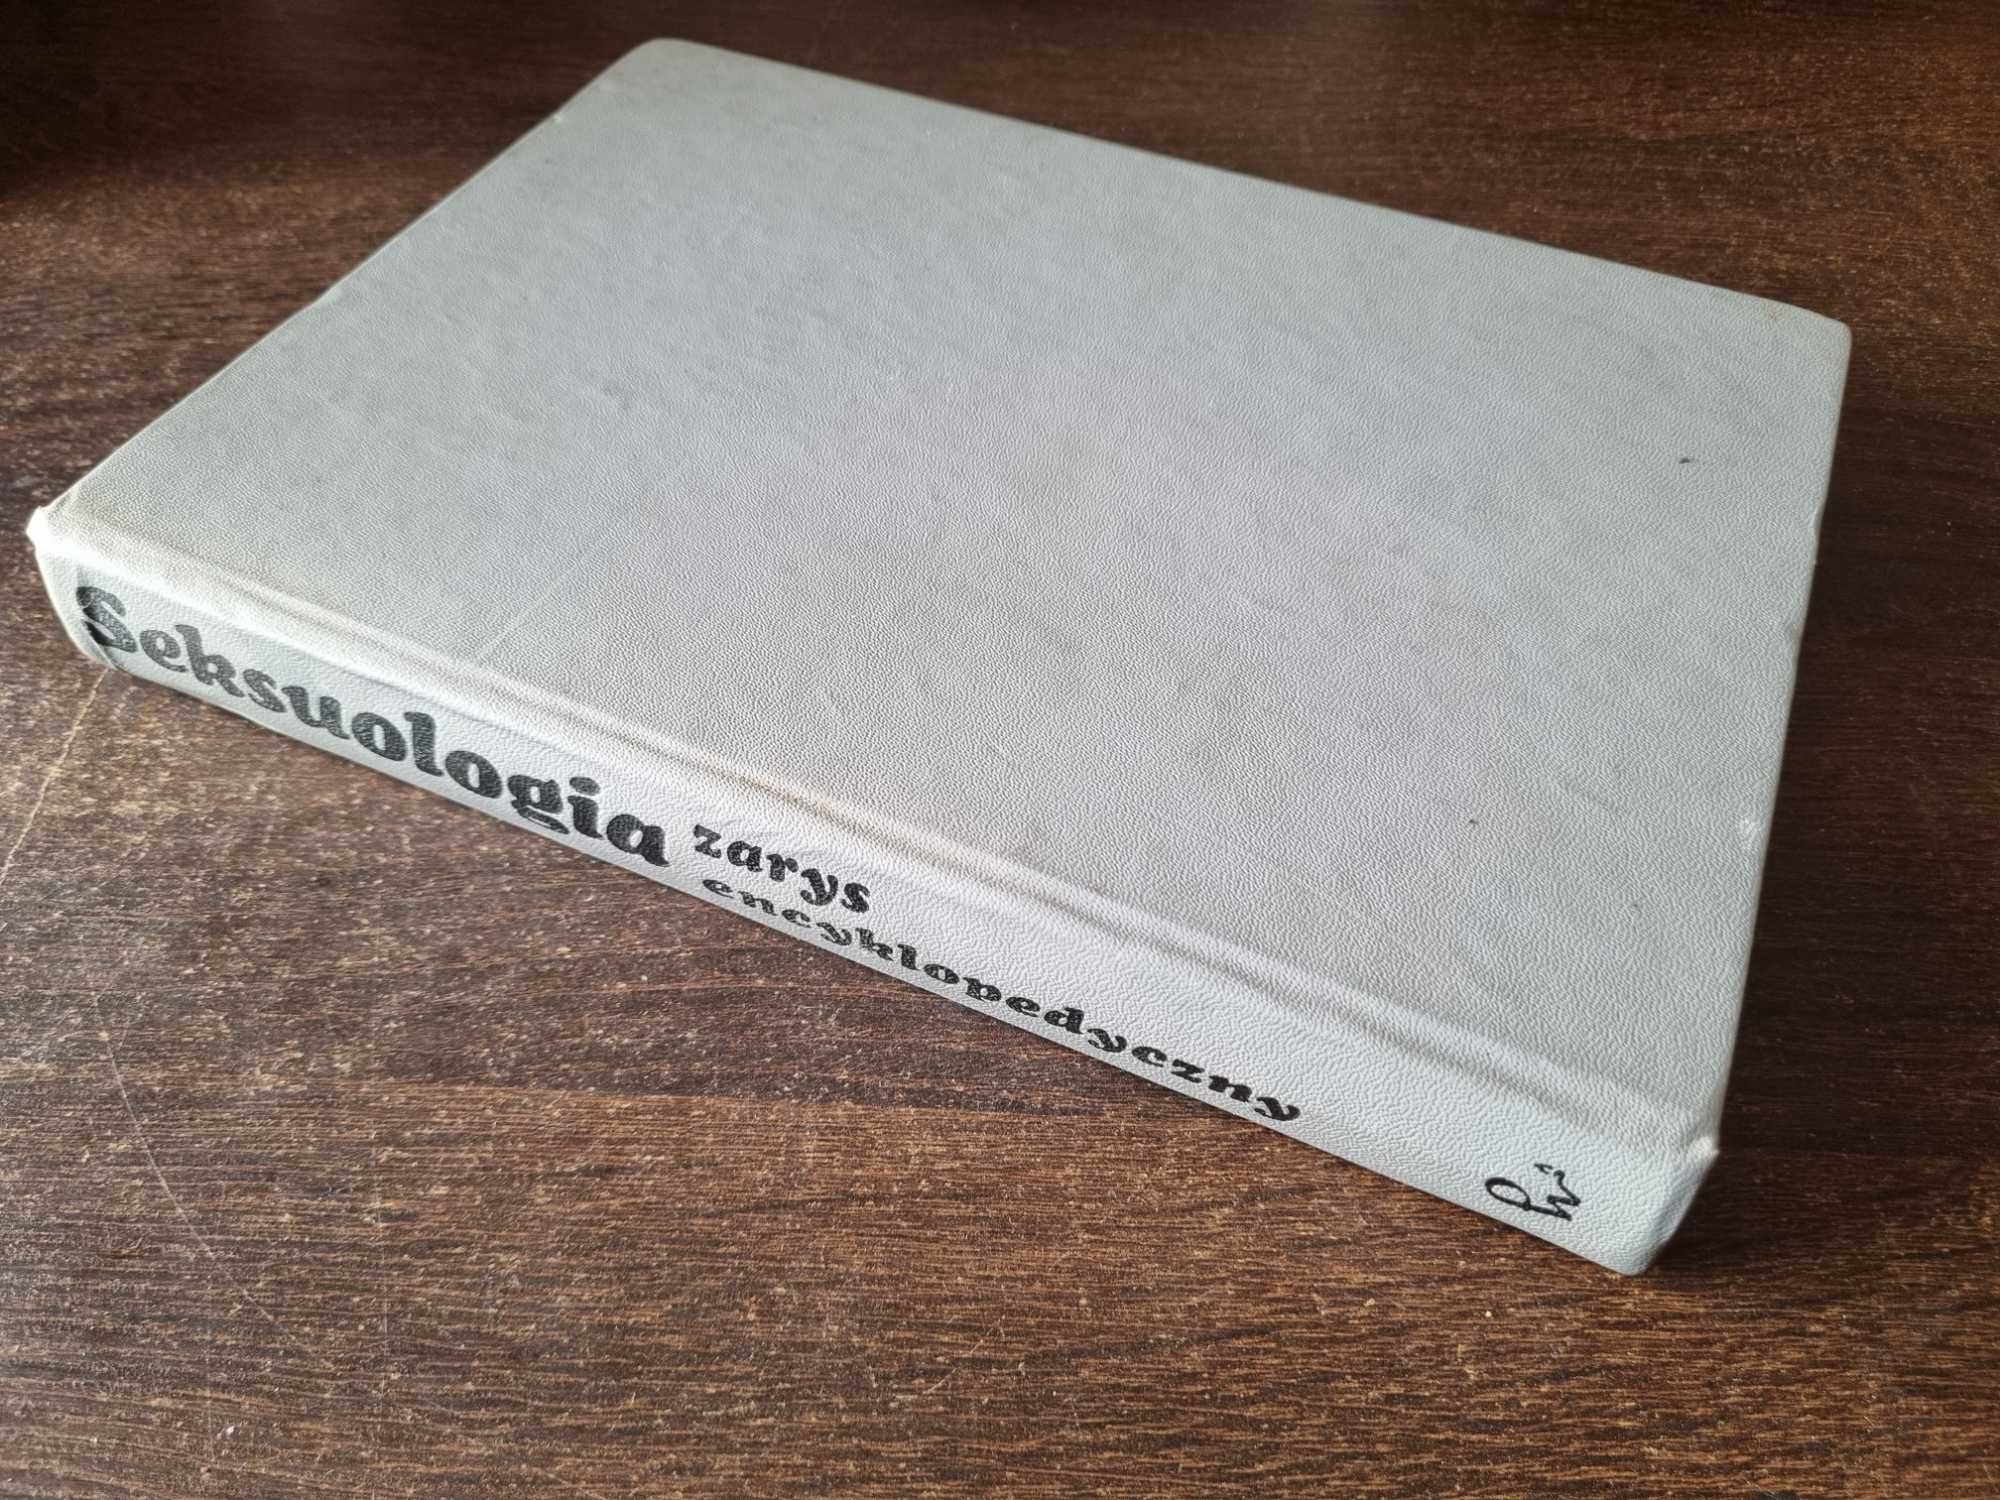 Seksuologia
zarys
encyklopedyczny